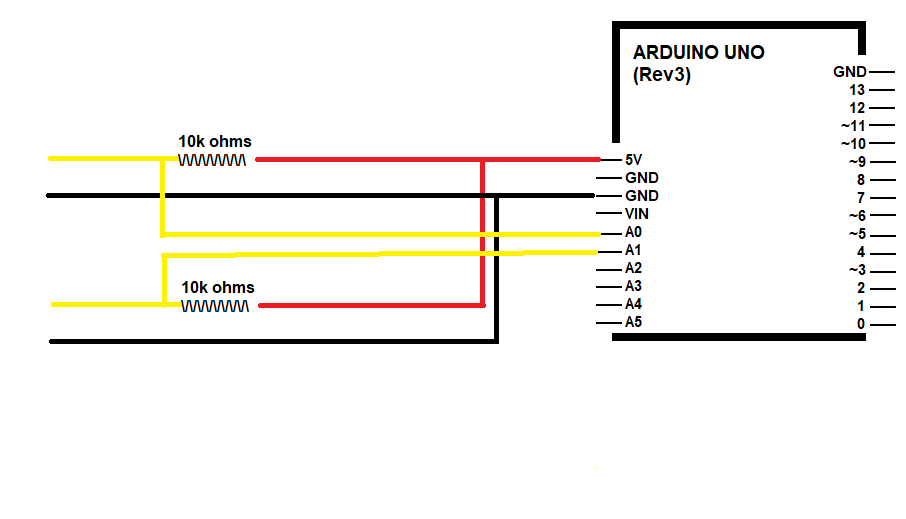 ARDUINO UNO
(Rev3)
GND
13
12
~11
~10
~9
8
7
~6
~5
4
~3
2
1
0
10k ohms
5V
GND
GND
VIN
A0
A1
A2
A3
A4
A5
10k ohms